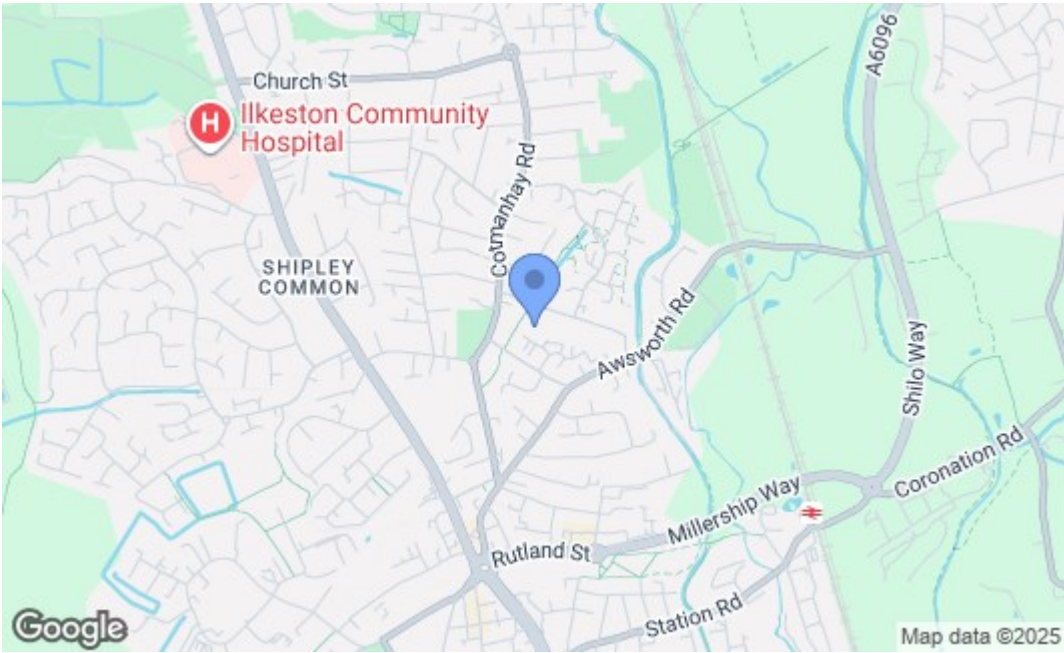 A6096
Church St
H
Ilkeston Community
Hospital
Cotmanhay Rd
SHIPLEY
COMMON
Awsworth Rd
Shilo Way
Coronation Rd
Millership Way
Rutland St
Station Rd
Google
Map data ©2025